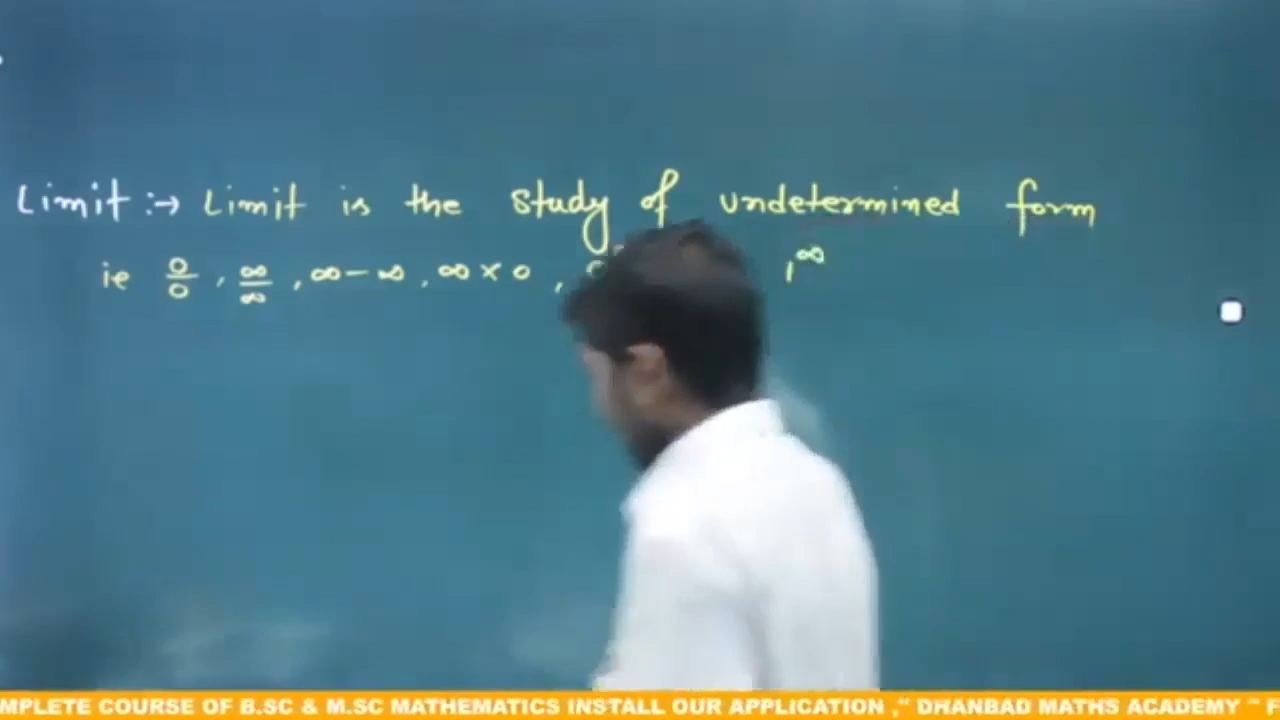 Limit :→ Limit is the study of undetermined form
ie 0/0 , ∞/∞ , ∞-∞ , ∞×0 , 1^∞
MPLETE COURSE OF B.SC & M.SC MATHEMATICS INSTALL OUR APPLICATION ," DHANBAD MATHS ACADEMY " F